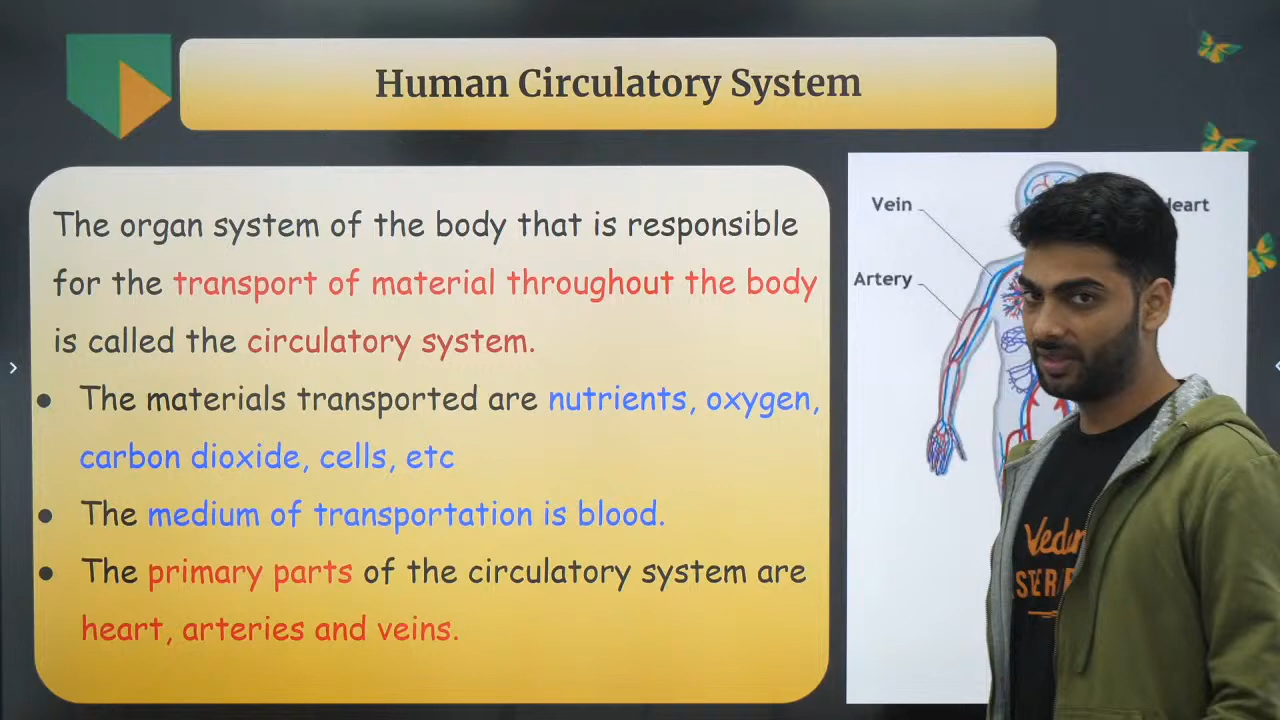 Human Circulatory System
The organ system of the body that is responsible
for the transport of material throughout the body
is called the circulatory system.
● The materials transported are nutrients, oxygen,
carbon dioxide, cells, etc
● The medium of transportation is blood.
● The primary parts of the circulatory system are
heart, arteries and veins.
Vein
Artery